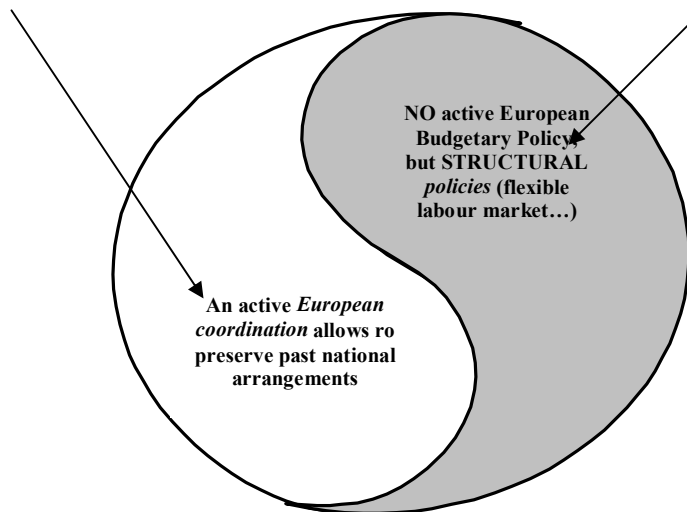 NO active European
Budgetary Policy,
but STRUCTURAL
policies (flexible
labour market…)
An active European
coordination allows ro
preserve past national
arrangements